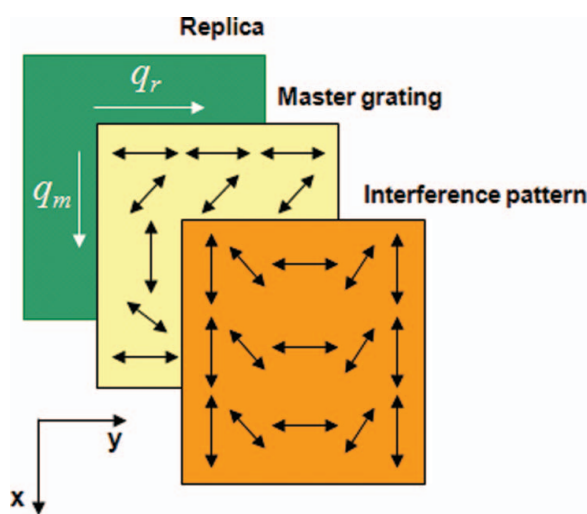 Replica
q_r
Master grating
q_m
Interference pattern
y
x